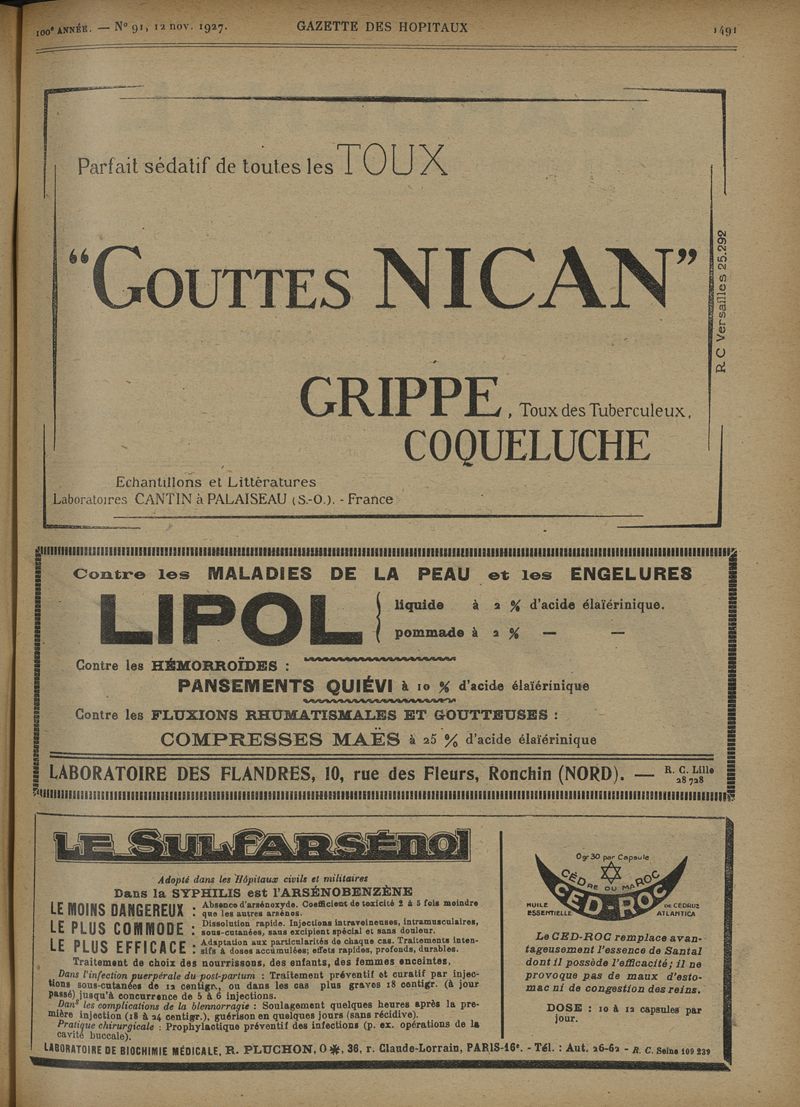 100e ANNÉE. — No 91, 12 nov. 1927.
GAZETTE DES HOPITAUX
1491
Parfait sédatif de toutes les TOUX
“GOUTTES NICAN”
R C Versailles 25.292
GRIPPE, Toux des Tuberculeux,
COQUELUCHE
Echantillons et Littératures
Laboratoires CANTIN à PALAISEAU (S.-O.). - France
Contre les MALADIES DE LA PEAU et les ENGELURES
LIPOL
liquide à 2 % d'acide élaïérinique.
pommade à 2 % — —
Contre les HÉMORROÏDES :
PANSEMENTS QUIÉVI à 10 % d'acide élaïérinique
Contre les FLUXIONS RHUMATISMALES ET GOUTTEUSES :
COMPRESSES MAËS à 25 % d'acide élaïérinique
LABORATOIRE DES FLANDRES, 10, rue des Fleurs, Ronchin (NORD). — R. C. Lille
28 728
LE SULFARSÉNOL
Adopté dans les Hôpitaux civils et militaires
Dans la SYPHILIS est l'ARSÉNOBENZÈNE
LE MOINS DANGEREUX : Absence d'arsénoxyde. Coefficient de toxicité 2 à 5 fois moindre
que les autres arsénos.
LE PLUS COMMODE : Dissolution rapide. Injections intraveineuses, intramusculaires,
sous-cutanées, sans excipient spécial et sans douleur.
LE PLUS EFFICACE : Adaptation aux particularités de chaque cas. Traitements inten-
sifs à doses accumulées; effets rapides, profonds, durables.
Traitement de choix des nourrissons, des enfants, des femmes enceintes,
Dans l'infection puerpérale du post-partum : Traitement préventif et curatif par injec-
tions sous-cutanées de 12 centigr., ou dans les cas plus graves 18 centigr. (à jour
passé) jusqu'à concurrence de 5 à 6 injections.
Dans les complications de la blennorragie : Soulagement quelques heures après la pre-
mière injection (18 à 24 centigr.), guérison en quelques jours (sans récidive).
Pratique chirurgicale : Prophylactique préventif des infections (p. ex. opérations de la
cavité buccale).
0gr30 par Capsule
CÈDRE DU MAROC
CED-ROC
HUILE
ESSENTIELLE
DE CEDRUS
ATLANTICA
Le CED-ROC remplace avan-
tageusement l'essence de Santal
dont il possède l'efficacité; il ne
provoque pas de maux d'esto-
mac ni de congestion des reins.
DOSE : 10 à 12 capsules par
jour.
LABORATOIRE DE BIOCHIMIE MÉDICALE, R. PLUCHON, O ✻, 36, r. Claude-Lorrain, PARIS-16e. - Tél. : Aut. 26-62 - R. C. Seine 109 239